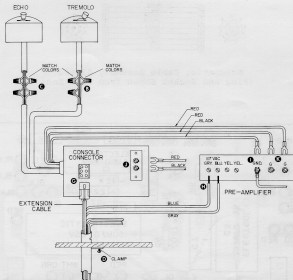 ECHO
TREMOLO
MATCH COLORS
MATCH COLORS
C
B
RED
RED
BLACK
CONSOLE CONNECTOR
J
RED
BLACK
G
117 VAC
GRY. BLU. YEL. YEL.
GND.
G
G
I
K
H
PRE-AMPLIFIER
EXTENSION CABLE
BLUE
GRAY
D
CLAMP